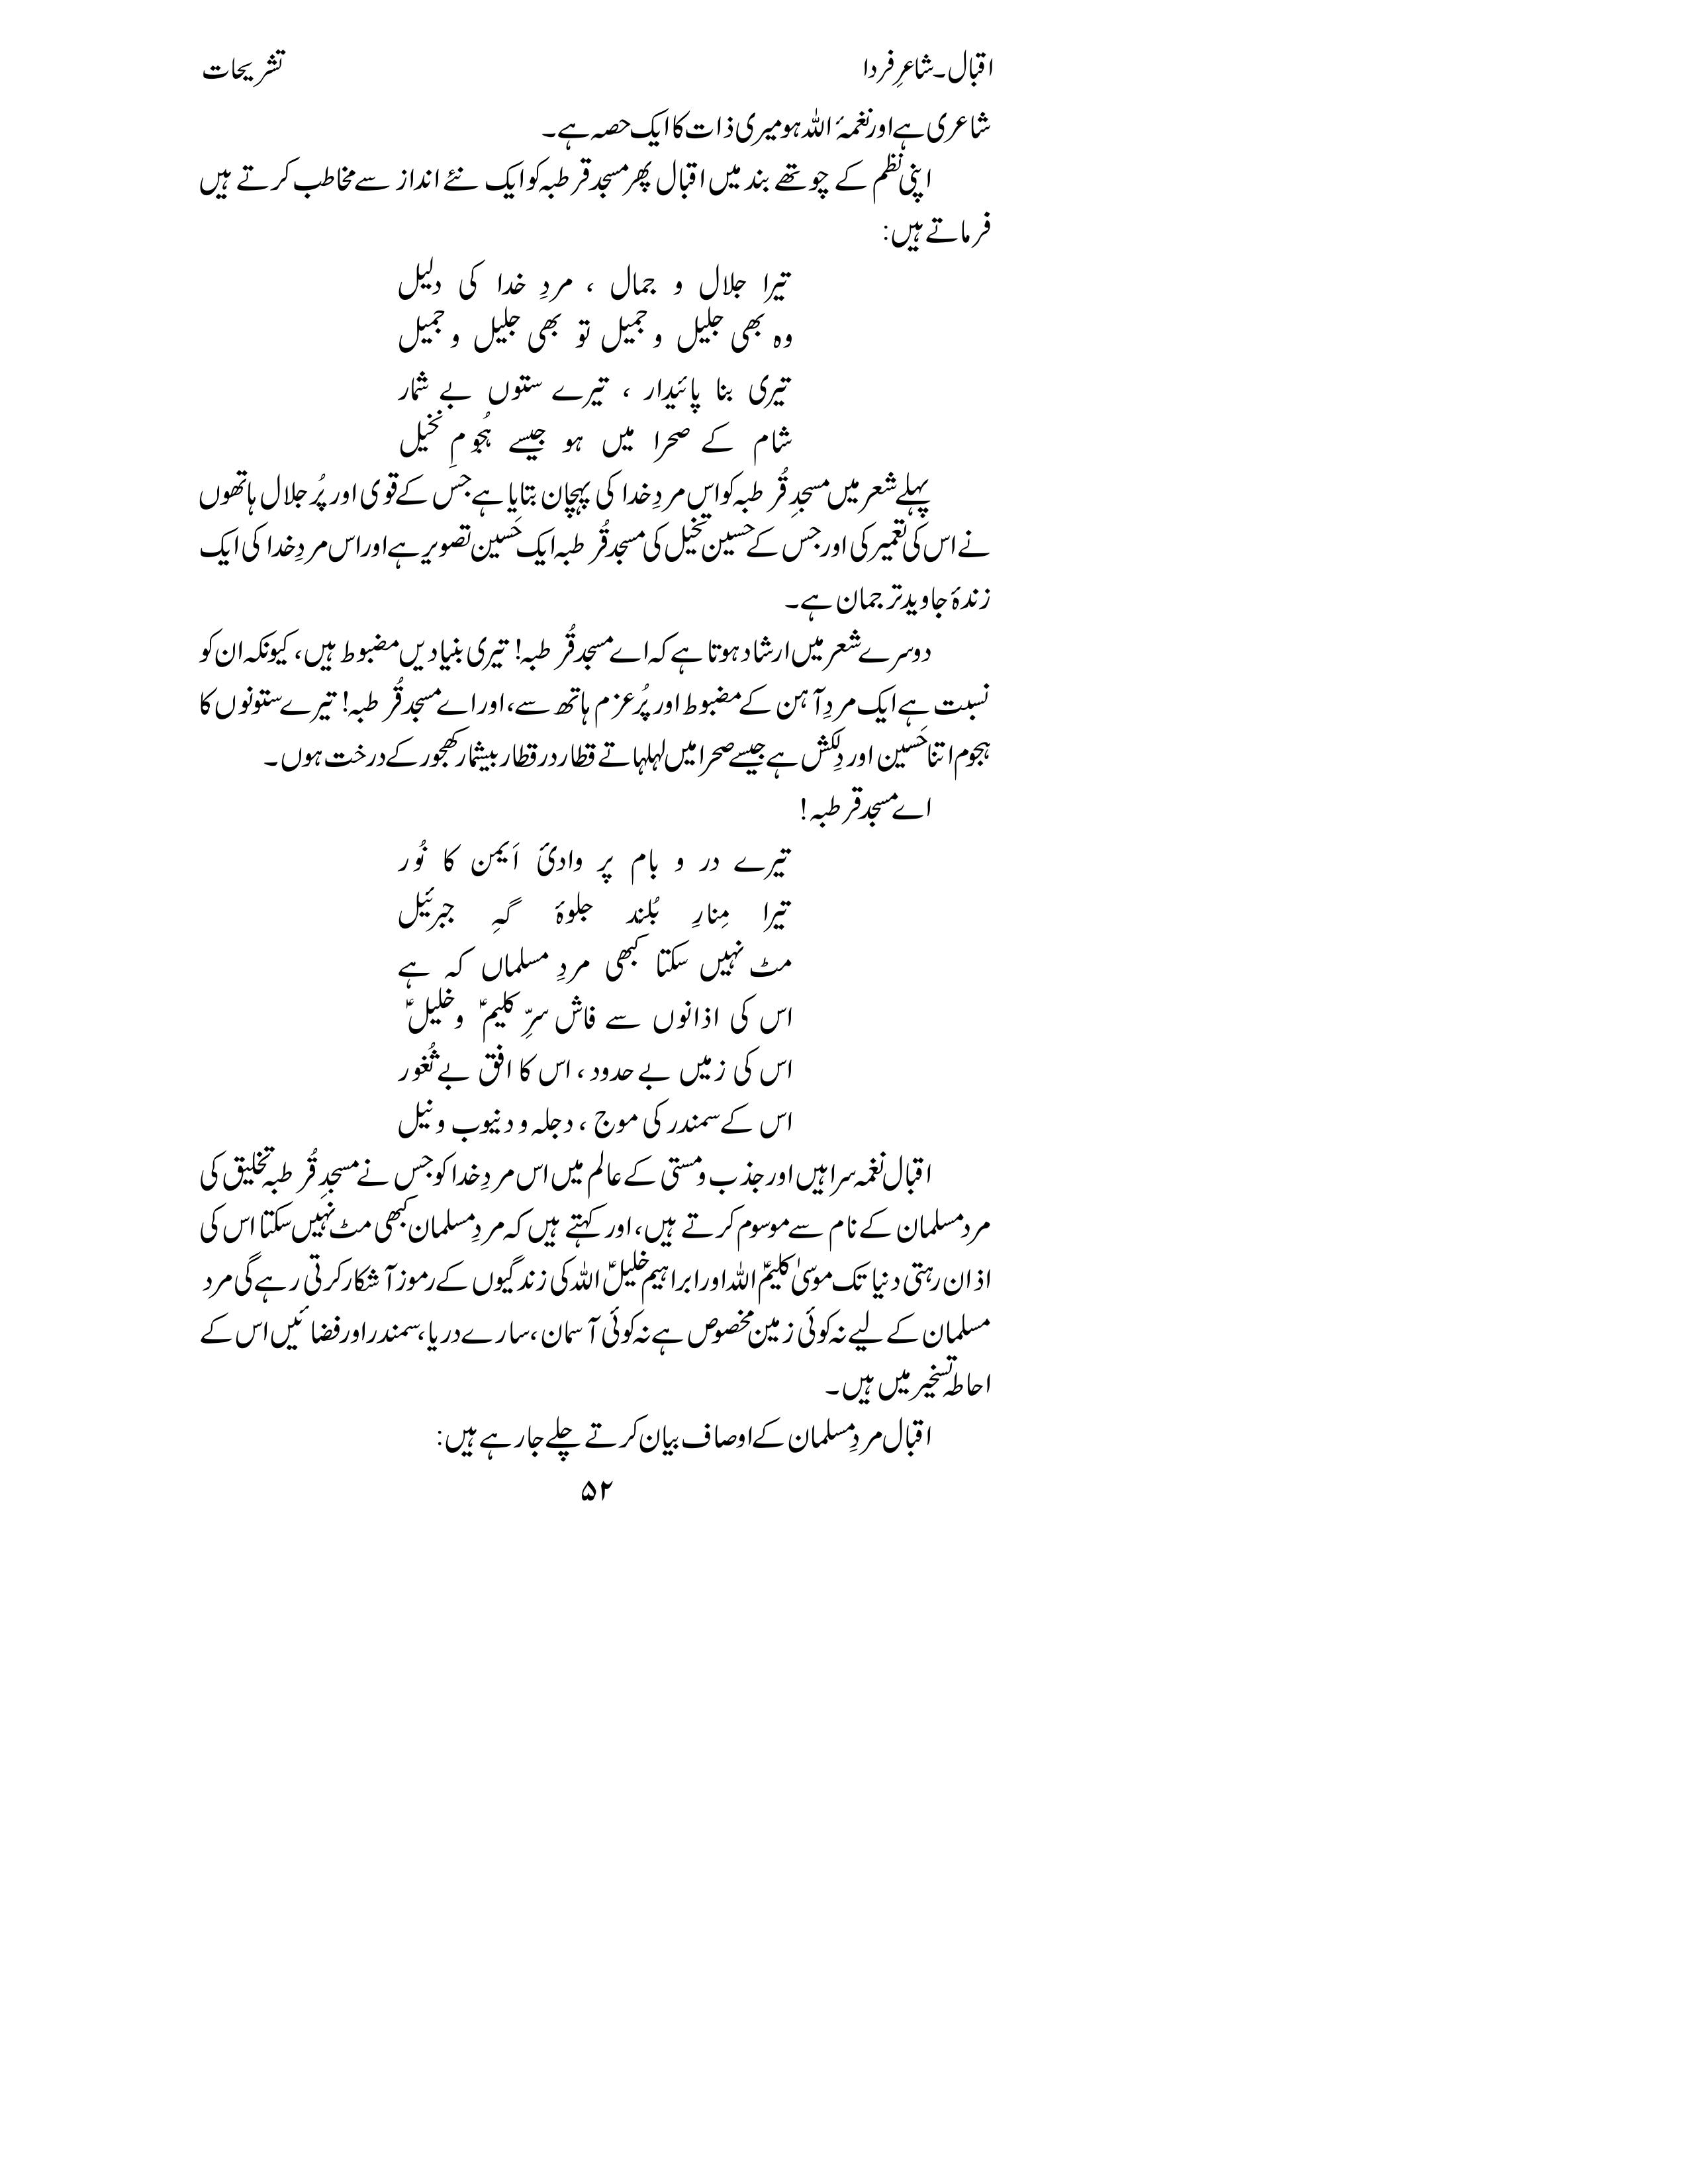 اقبال۔شاعرِ فردا تشریحات
شاعری ہے اور نغمۂ اللہ ھو میری ذات کا ایک حصہ ہے۔
اپنی نظم کے چوتھے بند میں اقبال پھر مسجد قرطبہ کو ایک نئے انداز سے مخاطب کرتے ہیں
فرماتے ہیں:
تیرا جلال و جمال ، مردِ خدا کی دلیل
وہ بھی جلیل و جمیل تو بھی جلیل و جمیل
تیری بنا پائیدار ، تیرے ستوں بے شمار
شام کے صحرا میں ہو جیسے ہُجومِ نخیل
پہلے شعر میں مسجدِ قُرطبہ کو اس مردِ خدا کی پہچان بتایا ہے جس کے قوی اور پُر جلال ہاتھوں
نے اس کی تعمیر کی اور جس کے حسین تخیل کی مسجد قُرطبہ ایک حَسین تصویر ہے اور اس مردِ خدا کی ایک
زندۂ جاوید ترجمان ہے۔
دوسرے شعر میں ارشاد ہوتا ہے کہ اے مسجد قُرطبہ! تیری بنیادیں مضبوط ہیں، کیونکہ ان کو
نسبت ہے ایک مردِ آہن کے مضبوط اور پُر عزم ہاتھ سے، اور اے مسجد قُرطبہ! تیرے ستونوں کا
ہجوم اتنا حَسین اور دِلکش ہے جیسے صحرا میں لہلہاتے قطار در قطار بیشمار کھجور کے درخت ہوں۔
اے مسجد قرطبہ!
تیرے در و بام پر وادیٔ اَیمن کا نُور
تیرا مِنارِ بُلند جلوۂ گہِ جبرئیل
مٹ نہیں سکتا کبھی مردِ مسلماں کہ ہے
اس کی اذانوں سے فاش سرِّ کلیمؑ و خلیلؑ
اس کی زمیں بے حدود ، اس کا افق بے ثُغور
اس کے سمندر کی موج ، دجلہ و دنیوب و نیل
اقبال نغمہ سرا ہیں اور جذب و مستی کے عالم میں اس مردِ خدا کو جس نے مسجدِ قُرطبہ تخلیق کی
مرد مسلمان کے نام سے موسوم کرتے ہیں، اور کہتے ہیں کہ مردِ مسلمان کبھی مٹ نہیں سکتا اس کی
اذان رہتی دنیا تک موسیٰ کلیمؑ اللہ اور ابراہیم خلیلؑ اللہ کی زندگیوں کے رموز آشکار کرتی رہے گی مرد
مسلمان کے لیے نہ کوئی زمین مخصوص ہے نہ کوئی آسمان، سارے دریا، سمندر اور فضائیں اس کے
احاطہ تسخیر میں ہیں۔
اقبال مردِ مسلمان کے اوصاف بیان کرتے چلے جا رہے ہیں:
۵۲